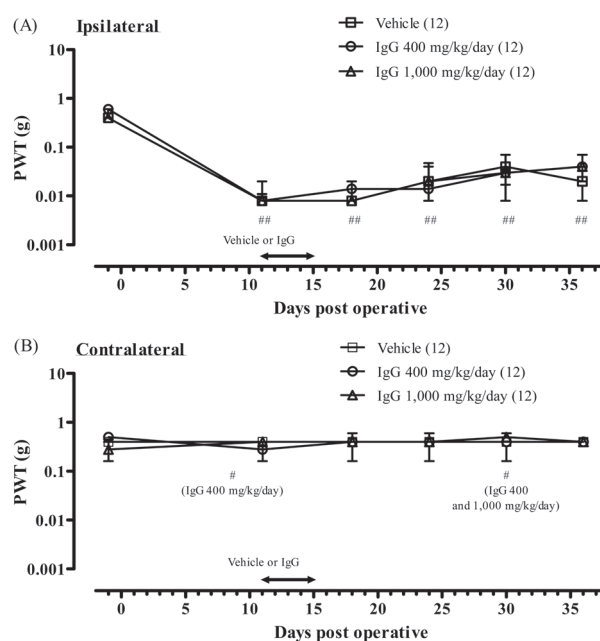 (A) Ipsilateral
Vehicle (12)
IgG 400 mg/kg/day (12)
IgG 1,000 mg/kg/day (12)
PWT (g)
10
1
0.1
0.01
0.001
## ## ## ## ##
Vehicle or IgG
0 5 10 15 20 25 30 35
Days post operative
(B) Contralateral
Vehicle (12)
IgG 400 mg/kg/day (12)
IgG 1,000 mg/kg/day (12)
PWT (g)
10
1
0.1
0.01
0.001
# #
(IgG 400 mg/kg/day) (IgG 400
and 1,000 mg/kg/day)
Vehicle or IgG
0 5 10 15 20 25 30 35
Days post operative